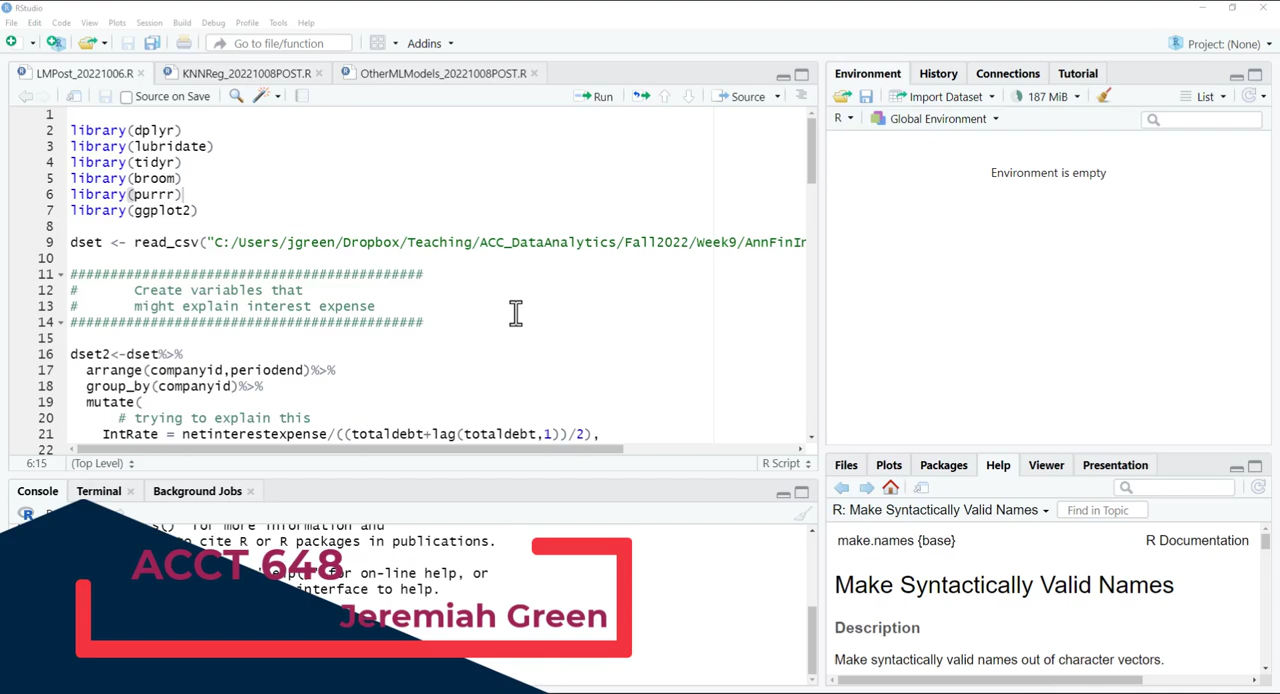 RStudio
File Edit Code View Plots Session Build Debug Profile Tools Help
Go to file/function Addins Project: (None)
LMPost_20221006.R KNNReg_20221008POST.R OtherMLModels_20221008POST.R
Source on Save Run Source
1
2 library(dplyr)
3 library(lubridate)
4 library(tidyr)
5 library(broom)
6 library(purrr)
7 library(ggplot2)
8
9 dset <- read_csv("C:/Users/jgreen/Dropbox/Teaching/ACC_DataAnalytics/Fall2022/Week9/AnnFinIn
10
11 ############################################
12 # Create variables that
13 # might explain interest expense
14 ############################################
15
16 dset2<-dset%>%
17 arrange(companyid,periodend)%>%
18 group_by(companyid)%>%
19 mutate(
20 # trying to explain this
21 IntRate = netinterestexpense/((totaldebt+lag(totaldebt,1))/2),
22
6:15 (Top Level) R Script
Console Terminal Background Jobs
for more information and
cite R or R packages in publications.
for on-line help, or
interface to help.
ACCT 648
Jeremiah Green
Environment History Connections Tutorial
Import Dataset 187 MiB List
R Global Environment
Environment is empty
Files Plots Packages Help Viewer Presentation
R: Make Syntactically Valid Names Find in Topic
make.names {base} R Documentation
Make Syntactically Valid Names
Description
Make syntactically valid names out of character vectors.